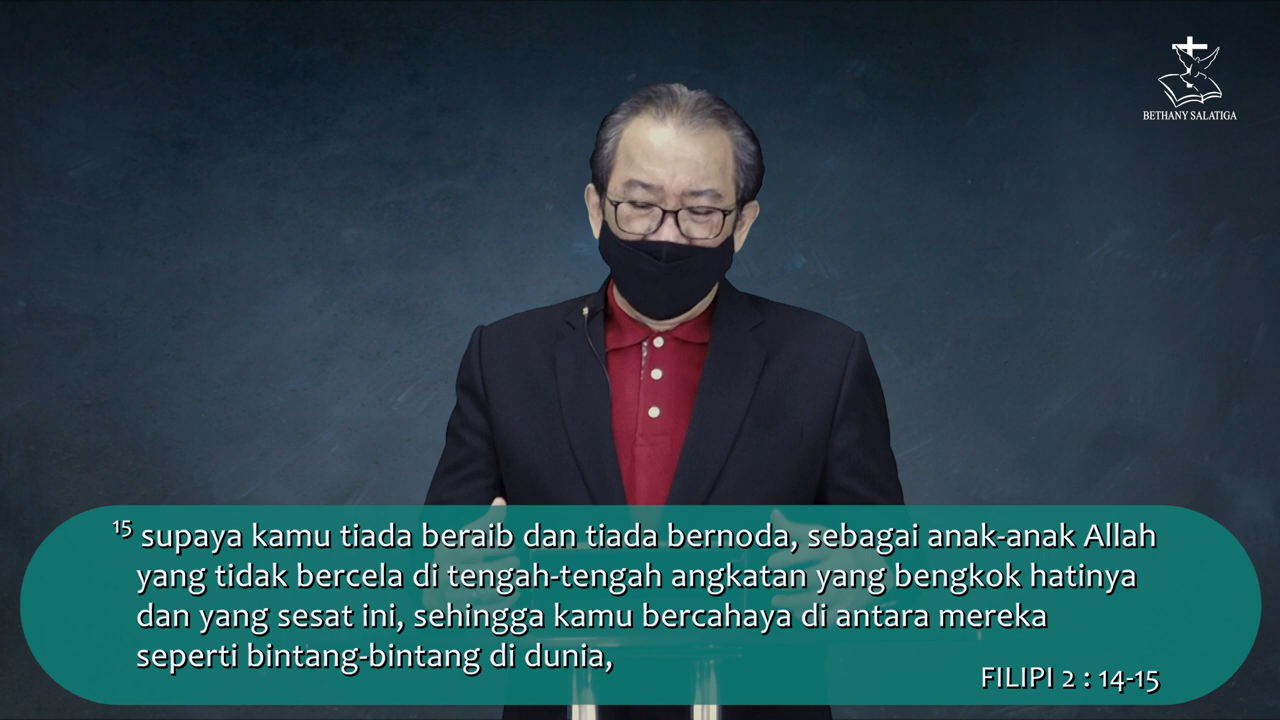 BETHANY SALATIGA
15 supaya kamu tiada beraib dan tiada bernoda, sebagai anak-anak Allah
yang tidak bercela di tengah-tengah angkatan yang bengkok hatinya
dan yang sesat ini, sehingga kamu bercahaya di antara mereka
seperti bintang-bintang di dunia,
FILIPI 2 : 14-15